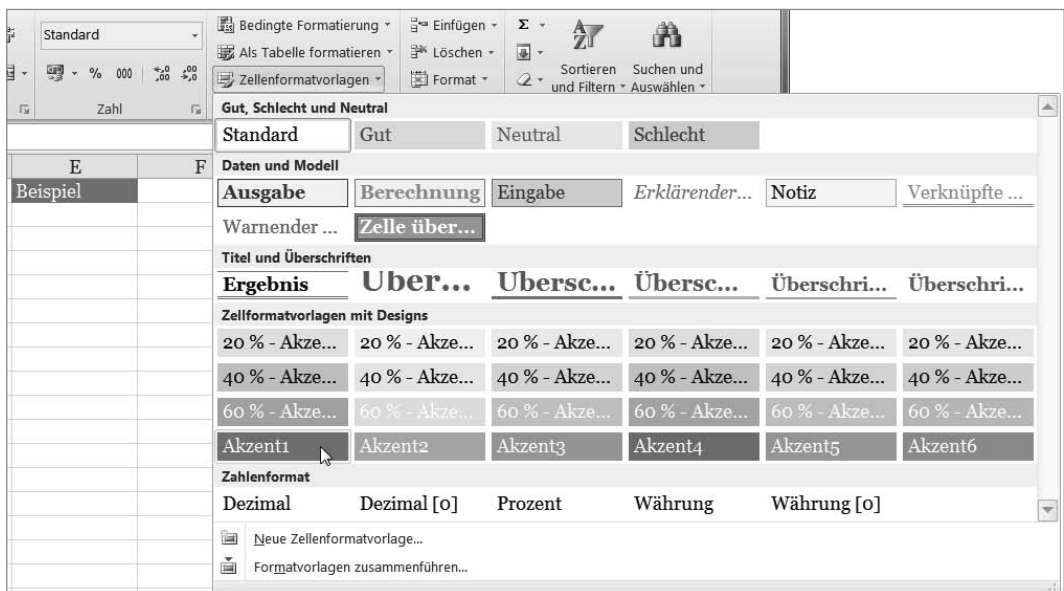 Standard
% 000 ,00 ,00 ,0
Zahl
Bedingte Formatierung
Als Tabelle formatieren
Zellenformatvorlagen
Einfügen
Löschen
Format
Σ
Sortieren und Filtern
Suchen und Auswählen
E F
Beispiel
Gut, Schlecht und Neutral
Standard Gut Neutral Schlecht
Daten und Modell
Ausgabe Berechnung Eingabe Erklärender... Notiz Verknüpfte ...
Warnender ... Zelle über...
Titel und Überschriften
Ergebnis Über... Übersc... Übersc... Überschri... Überschri...
Zellformatvorlagen mit Designs
20 % - Akze... 20 % - Akze... 20 % - Akze... 20 % - Akze... 20 % - Akze... 20 % - Akze...
40 % - Akze... 40 % - Akze... 40 % - Akze... 40 % - Akze... 40 % - Akze... 40 % - Akze...
60 % - Akze... 60 % - Akze... 60 % - Akze... 60 % - Akze... 60 % - Akze... 60 % - Akze...
Akzent1 Akzent2 Akzent3 Akzent4 Akzent5 Akzent6
Zahlenformat
Dezimal Dezimal [0] Prozent Währung Währung [0]
Neue Zellenformatvorlage...
Formatvorlagen zusammenführen...